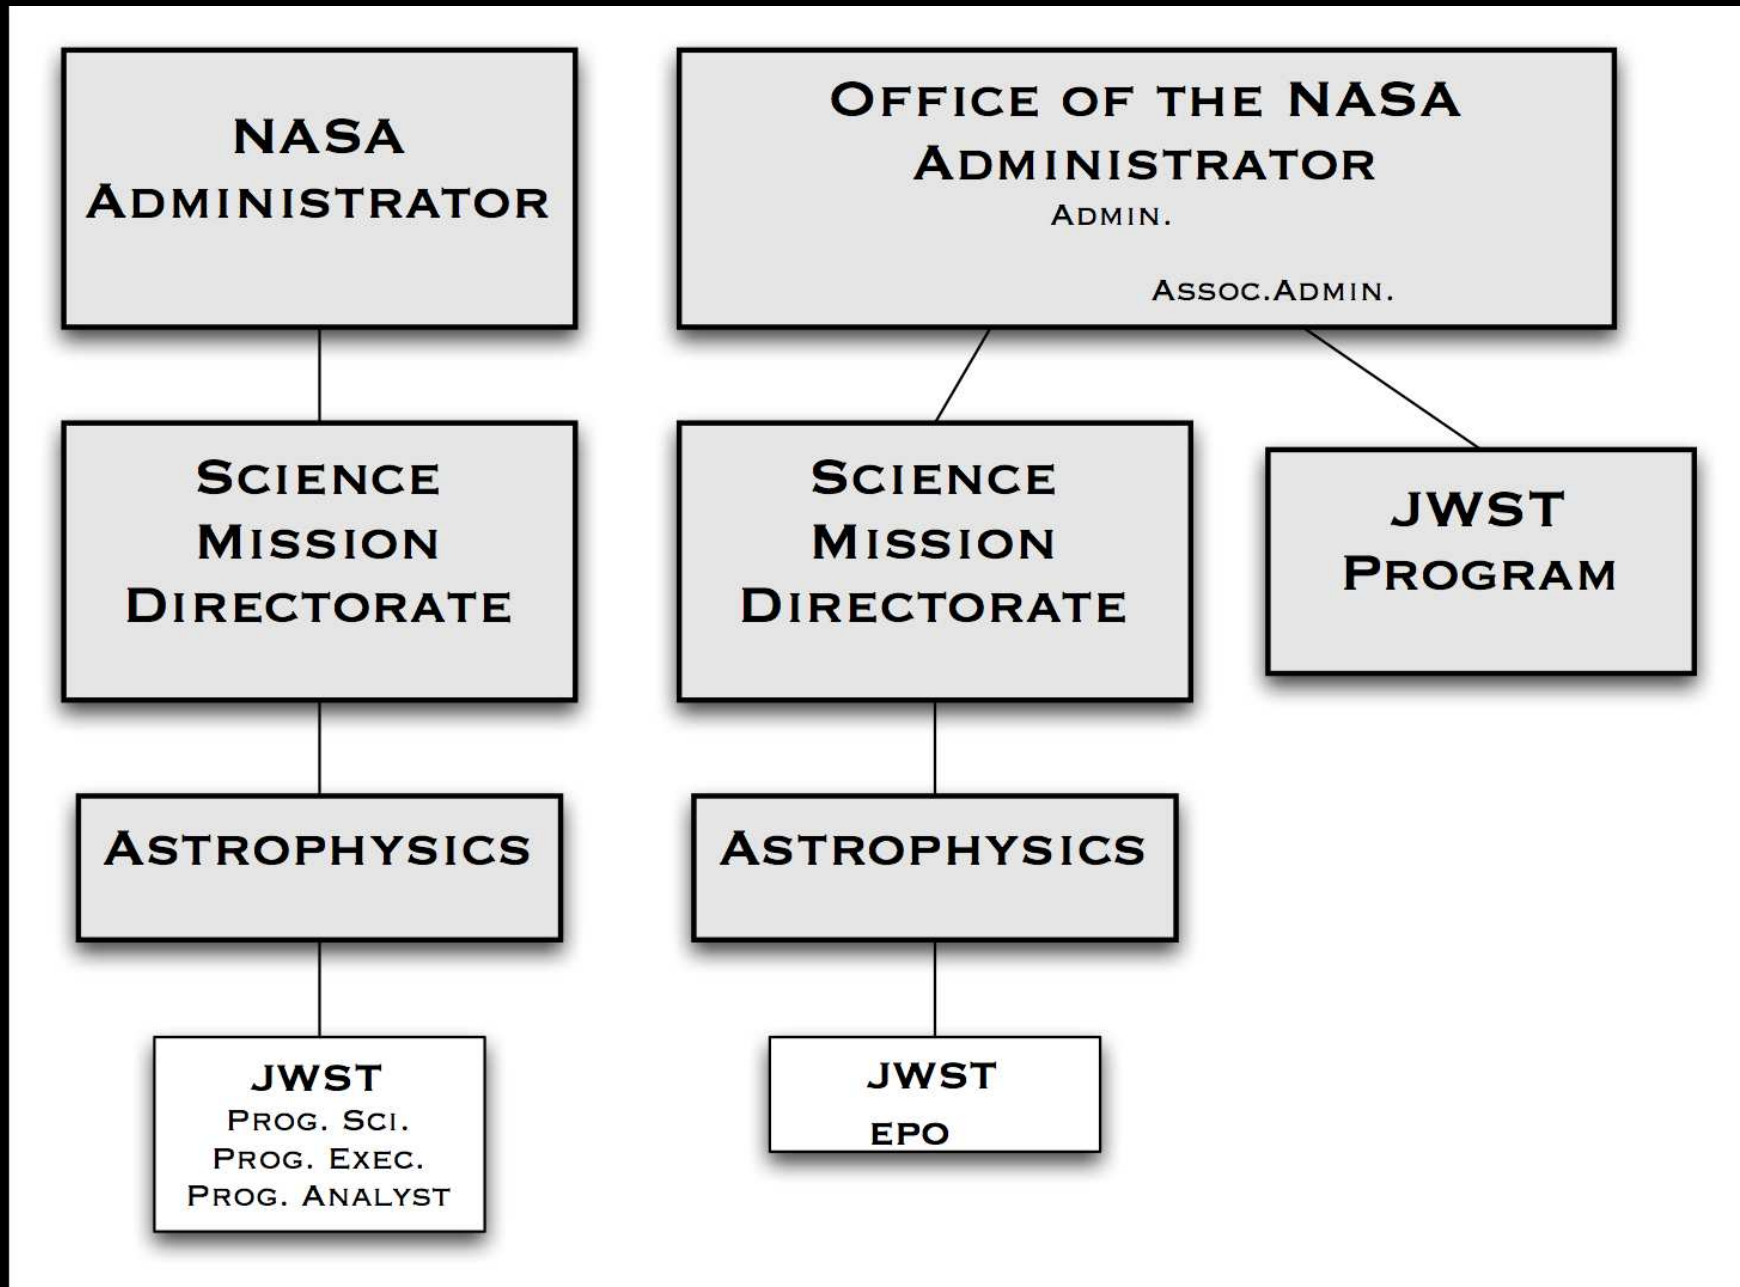 NASA
ADMINISTRATOR
OFFICE OF THE NASA
ADMINISTRATOR
ADMIN.
ASSOC.ADMIN.
SCIENCE
MISSION
DIRECTORATE
SCIENCE
MISSION
DIRECTORATE
JWST
PROGRAM
ASTROPHYSICS
ASTROPHYSICS
JWST
PROG. SCI.
PROG. EXEC.
PROG. ANALYST
JWST
EPO